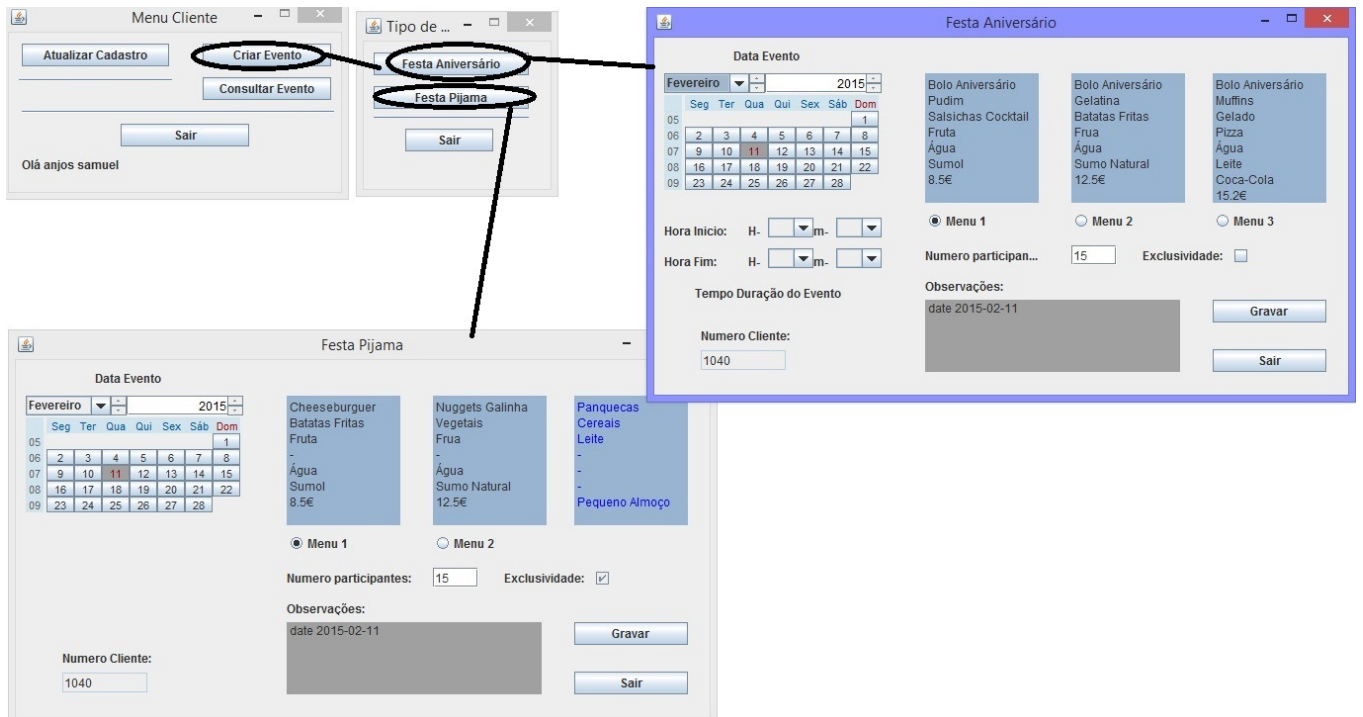 Menu Cliente
Atualizar Cadastro
Criar Evento
Consultar Evento
Sair
Olá anjos samuel
Tipo de ...
Festa Aniversário
Festa Pijama
Sair
Festa Aniversário
Data Evento
Fevereiro 2015
Seg Ter Qua Qui Sex Sáb Dom
05 1
06 2 3 4 5 6 7 8
07 9 10 11 12 13 14 15
08 16 17 18 19 20 21 22
09 23 24 25 26 27 28
Hora Inicio: H- m-
Hora Fim: H- m-
Tempo Duração do Evento
Numero Cliente:
1040
Bolo Aniversário
Pudim
Salsichas Cocktail
Fruta
Água
Sumol
8.5€
Menu 1
Bolo Aniversário
Gelatina
Batatas Fritas
Frua
Água
Sumo Natural
12.5€
Menu 2
Bolo Aniversário
Muffins
Gelado
Pizza
Água
Leite
Coca-Cola
15.2€
Menu 3
Numero participan... 15 Exclusividade:
Observações:
date 2015-02-11
Gravar
Sair
Festa Pijama
Data Evento
Fevereiro 2015
Seg Ter Qua Qui Sex Sáb Dom
05 1
06 2 3 4 5 6 7 8
07 9 10 11 12 13 14 15
08 16 17 18 19 20 21 22
09 23 24 25 26 27 28
Numero Cliente:
1040
Cheeseburguer
Batatas Fritas
Fruta
-
Água
Sumol
8.5€
Menu 1
Nuggets Galinha
Vegetais
Frua
-
Água
Sumo Natural
12.5€
Menu 2
Panquecas
Cereais
Leite
-
-
-
Pequeno Almoço
Numero participantes: 15 Exclusividade:
Observações:
date 2015-02-11
Gravar
Sair